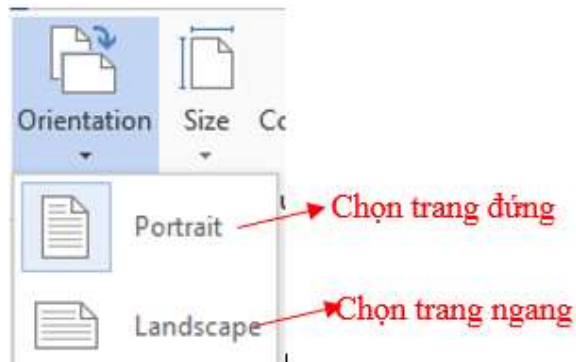 Orientation Size
Portrait Chọn trang đứng
Landscape Chọn trang ngang